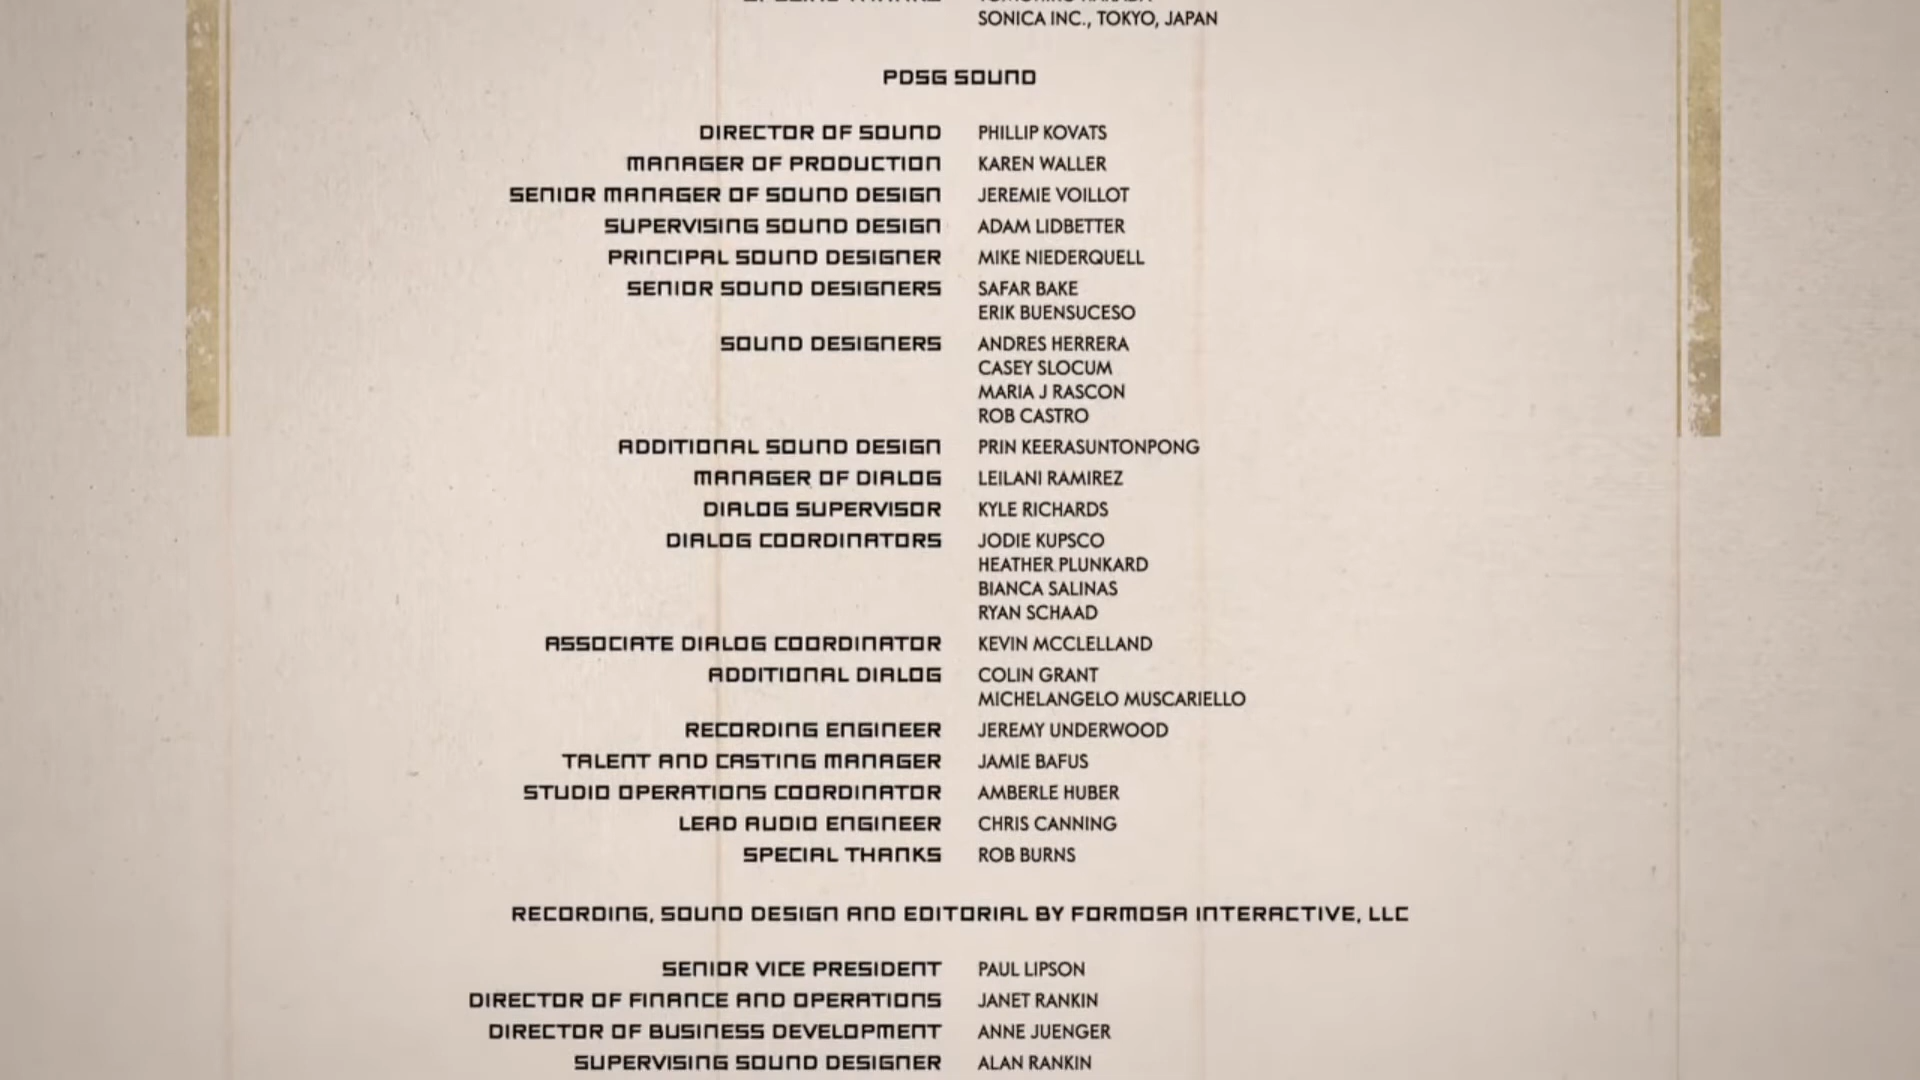 SONICA INC., TOKYO, JAPAN
PDSG SOUND
DIRECTOR OF SOUND PHILLIP KOVATS
MANAGER OF PRODUCTION KAREN WALLER
SENIOR MANAGER OF SOUND DESIGN JEREMIE VOILLOT
SUPERVISING SOUND DESIGN ADAM LIDBETTER
PRINCIPAL SOUND DESIGNER MIKE NIEDERQUELL
SENIOR SOUND DESIGNERS SAFAR BAKE
ERIK BUENSUCESO
SOUND DESIGNERS ANDRES HERRERA
CASEY SLOCUM
MARIA J RASCON
ROB CASTRO
ADDITIONAL SOUND DESIGN PRIN KEERASUNTONPONG
MANAGER OF DIALOG LEILANI RAMIREZ
DIALOG SUPERVISOR KYLE RICHARDS
DIALOG COORDINATORS JODIE KUPSCO
HEATHER PLUNKARD
BIANCA SALINAS
RYAN SCHAAD
ASSOCIATE DIALOG COORDINATOR KEVIN MCCLELLAND
ADDITIONAL DIALOG COLIN GRANT
MICHELANGELO MUSCARIELLO
RECORDING ENGINEER JEREMY UNDERWOOD
TALENT AND CASTING MANAGER JAMIE BAFUS
STUDIO OPERATIONS COORDINATOR AMBERLE HUBER
LEAD AUDIO ENGINEER CHRIS CANNING
SPECIAL THANKS ROB BURNS
RECORDING, SOUND DESIGN AND EDITORIAL BY FORMOSA INTERACTIVE, LLC
SENIOR VICE PRESIDENT PAUL LIPSON
DIRECTOR OF FINANCE AND OPERATIONS JANET RANKIN
DIRECTOR OF BUSINESS DEVELOPMENT ANNE JUENGER
SUPERVISING SOUND DESIGNER ALAN RANKIN